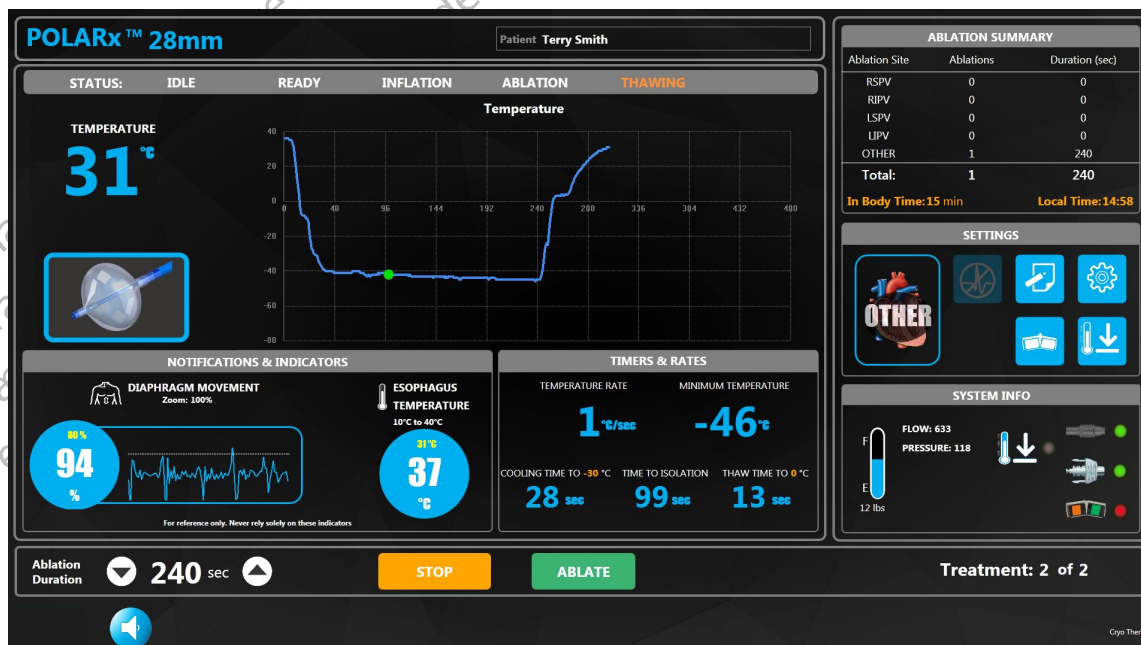 POLARx™ 28mm
Patient Terry Smith
STATUS: IDLE READY INFLATION ABLATION THAWING
TEMPERATURE
31°C
Temperature
40
20
0
-20
-40
-60
-80
0 48 96 144 192 240 288 336 384 432 480
NOTIFICATIONS & INDICATORS
DIAPHRAGM MOVEMENT
Zoom: 100%
80%
94
%
For reference only. Never rely solely on these indicators
ESOPHAGUS
TEMPERATURE
10°C to 40°C
31°C
37
°C
TIMERS & RATES
TEMPERATURE RATE MINIMUM TEMPERATURE
1°C/sec -46°C
COOLING TIME TO -30 °C TIME TO ISOLATION THAW TIME TO 0 °C
28 sec 99 sec 13 sec
ABLATION SUMMARY
Ablation Site Ablations Duration (sec)
RSPV 0 0
RIPV 0 0
LSPV 0 0
LIPV 0 0
OTHER 1 240
Total: 1 240
In Body Time:15 min Local Time:14:58
SETTINGS
OTHER
SYSTEM INFO
F
E
12 lbs
FLOW: 633
PRESSURE: 118
Ablation
Duration
240 sec
STOP
ABLATE
Treatment: 2 of 2
Cryo Ther